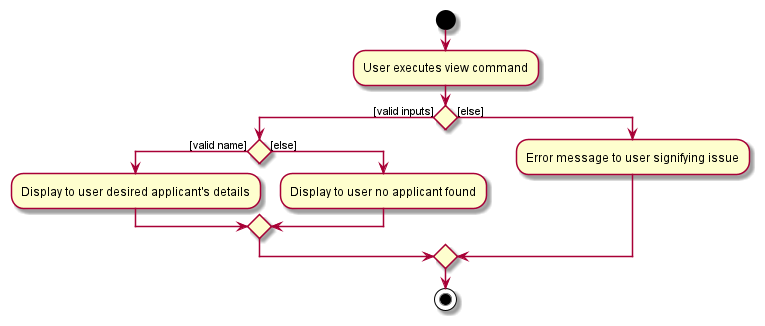 User executes view command
[valid inputs]
[else]
[valid name]
[else]
Error message to user signifying issue
Display to user desired applicant's details
Display to user no applicant found